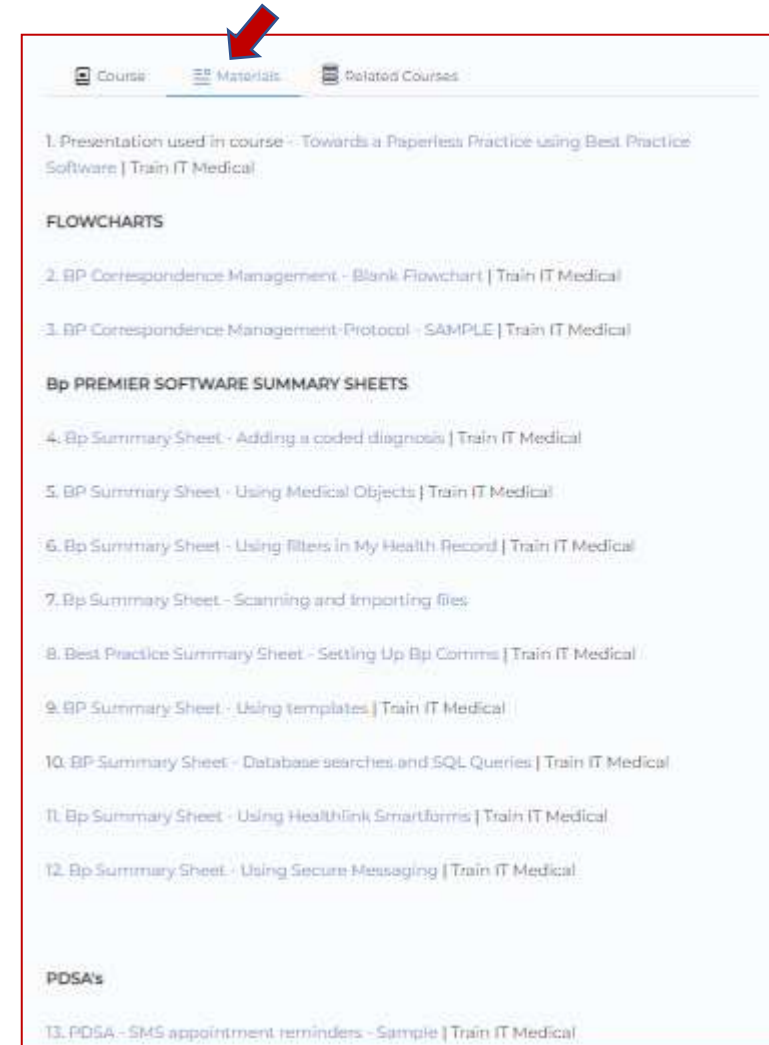 Course Materials Related Courses
1. Presentation used in course - Towards a Paperless Practice using Best Practice
Software | Train IT Medical
FLOWCHARTS
2. BP Correspondence Management - Blank Flowchart | Train IT Medical
3. BP Correspondence Management Protocol - SAMPLE | Train IT Medical
Bp PREMIER SOFTWARE SUMMARY SHEETS
4. Bp Summary Sheet - Adding a coded diagnosis | Train IT Medical
5. BP Summary Sheet - Using Medical Objects | Train IT Medical
6. Bp Summary Sheet - Using filters in My Health Record | Train IT Medical
7. Bp Summary Sheet - Scanning and Importing files
8. Best Practice Summary Sheet - Setting Up Bp Comms | Train IT Medical
9. BP Summary Sheet - Using templates | Train IT Medical
10. BP Summary Sheet - Database searches and SQL Queries | Train IT Medical
11. Bp Summary Sheet - Using Healthlink Smartforms | Train IT Medical
12. Bp Summary Sheet - Using Secure Messaging | Train IT Medical
PDSA's
13. PDSA - SMS appointment reminders - Sample | Train IT Medical